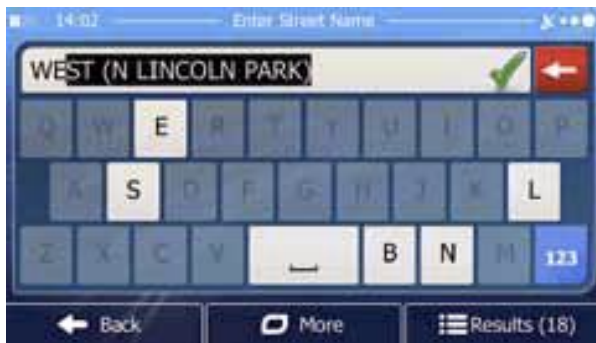 14:02 Enter Street Name
WEST (N LINCOLN PARK)
Q W E R T Y U I O P
A S D F G H J K L
Z X C V B N M 123
Back More Results (18)